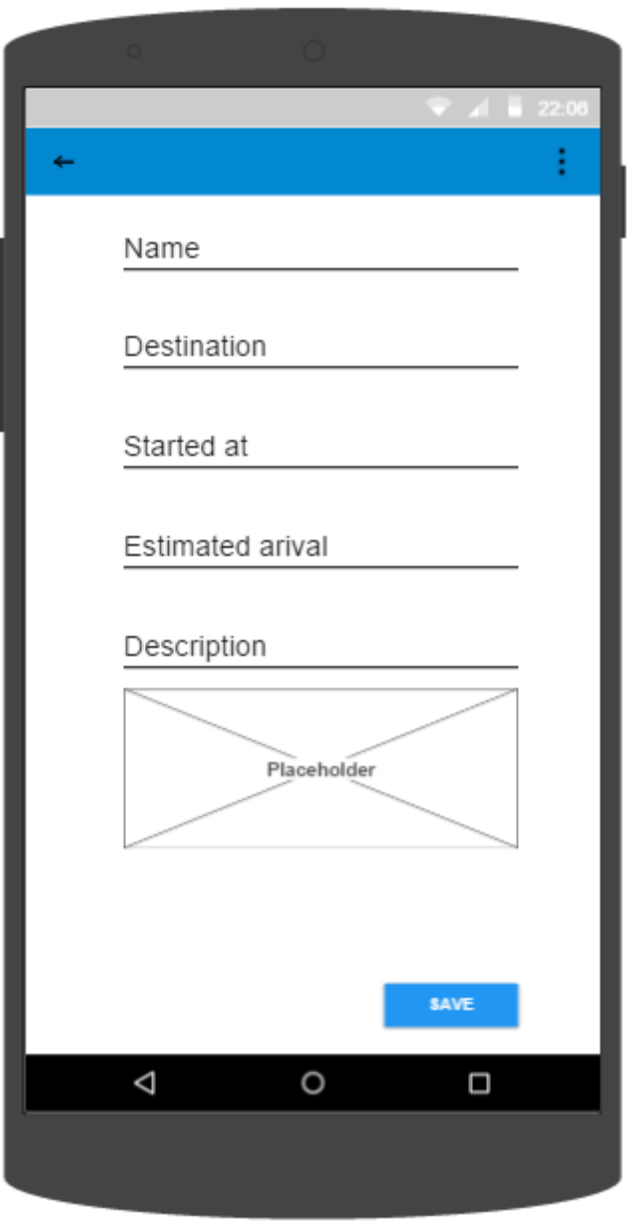 22:06
Name
Destination
Started at
Estimated arival
Description
Placeholder
SAVE